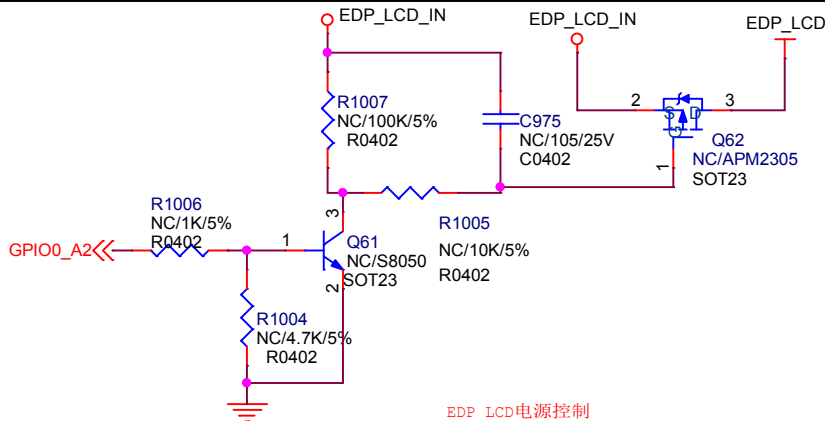 EDP_LCD_IN
EDP_LCD_IN
EDP_LCD
R1007
NC/100K/5%
R0402
C975
NC/105/25V
C0402
2
3
S
D
G
1
Q62
NC/APM2305
SOT23
R1006
NC/1K/5%
R0402
GPIO0_A2
1
3
2
Q61
NC/S8050
SOT23
R1005
NC/10K/5%
R0402
R1004
NC/4.7K/5%
R0402
EDP LCD电源控制